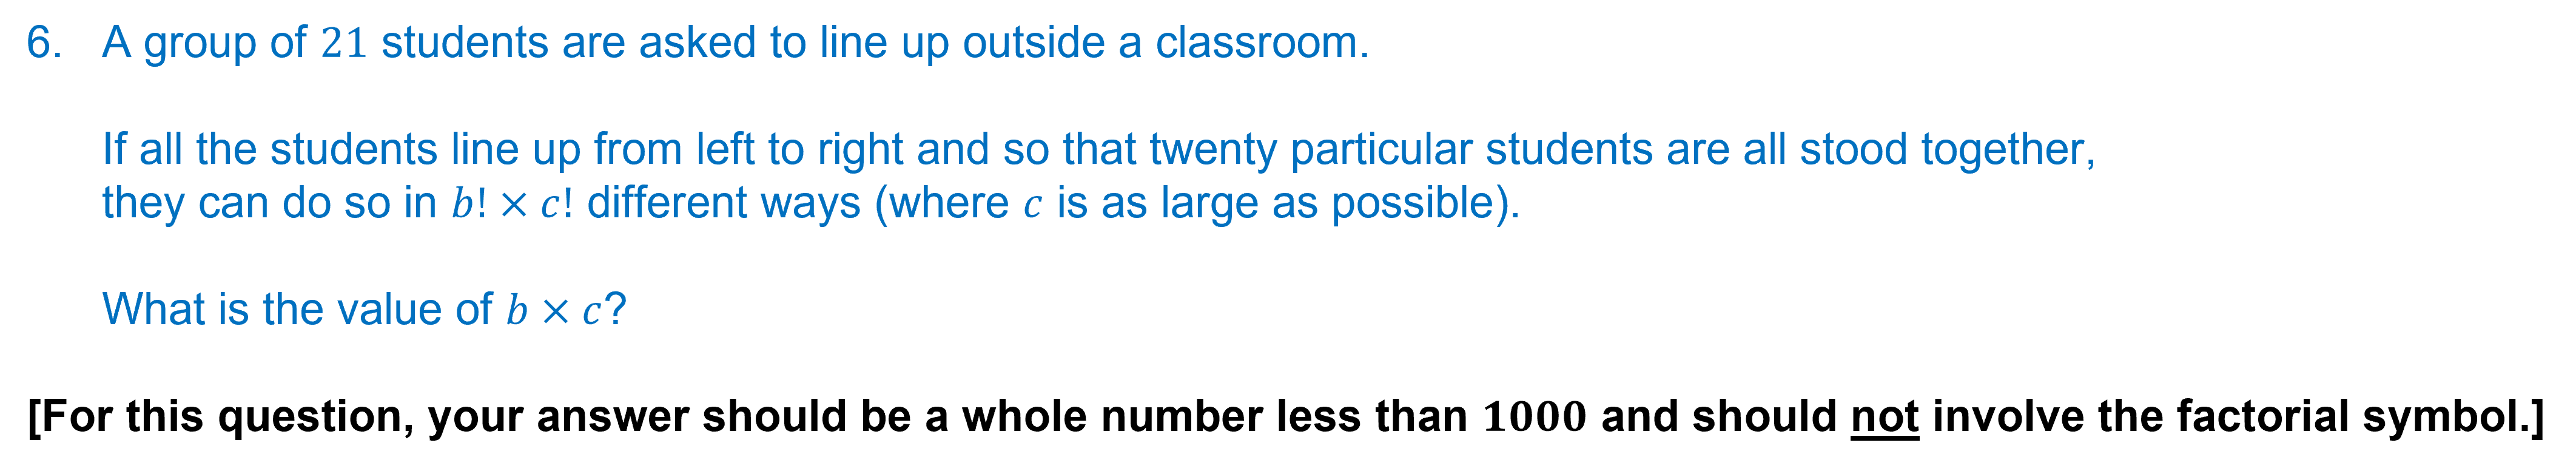 6. A group of 21 students are asked to line up outside a classroom.
If all the students line up from left to right and so that twenty particular students are all stood together,
they can do so in b! × c! different ways (where c is as large as possible).
What is the value of b × c?
[For this question, your answer should be a whole number less than 1000 and should not involve the factorial symbol.]